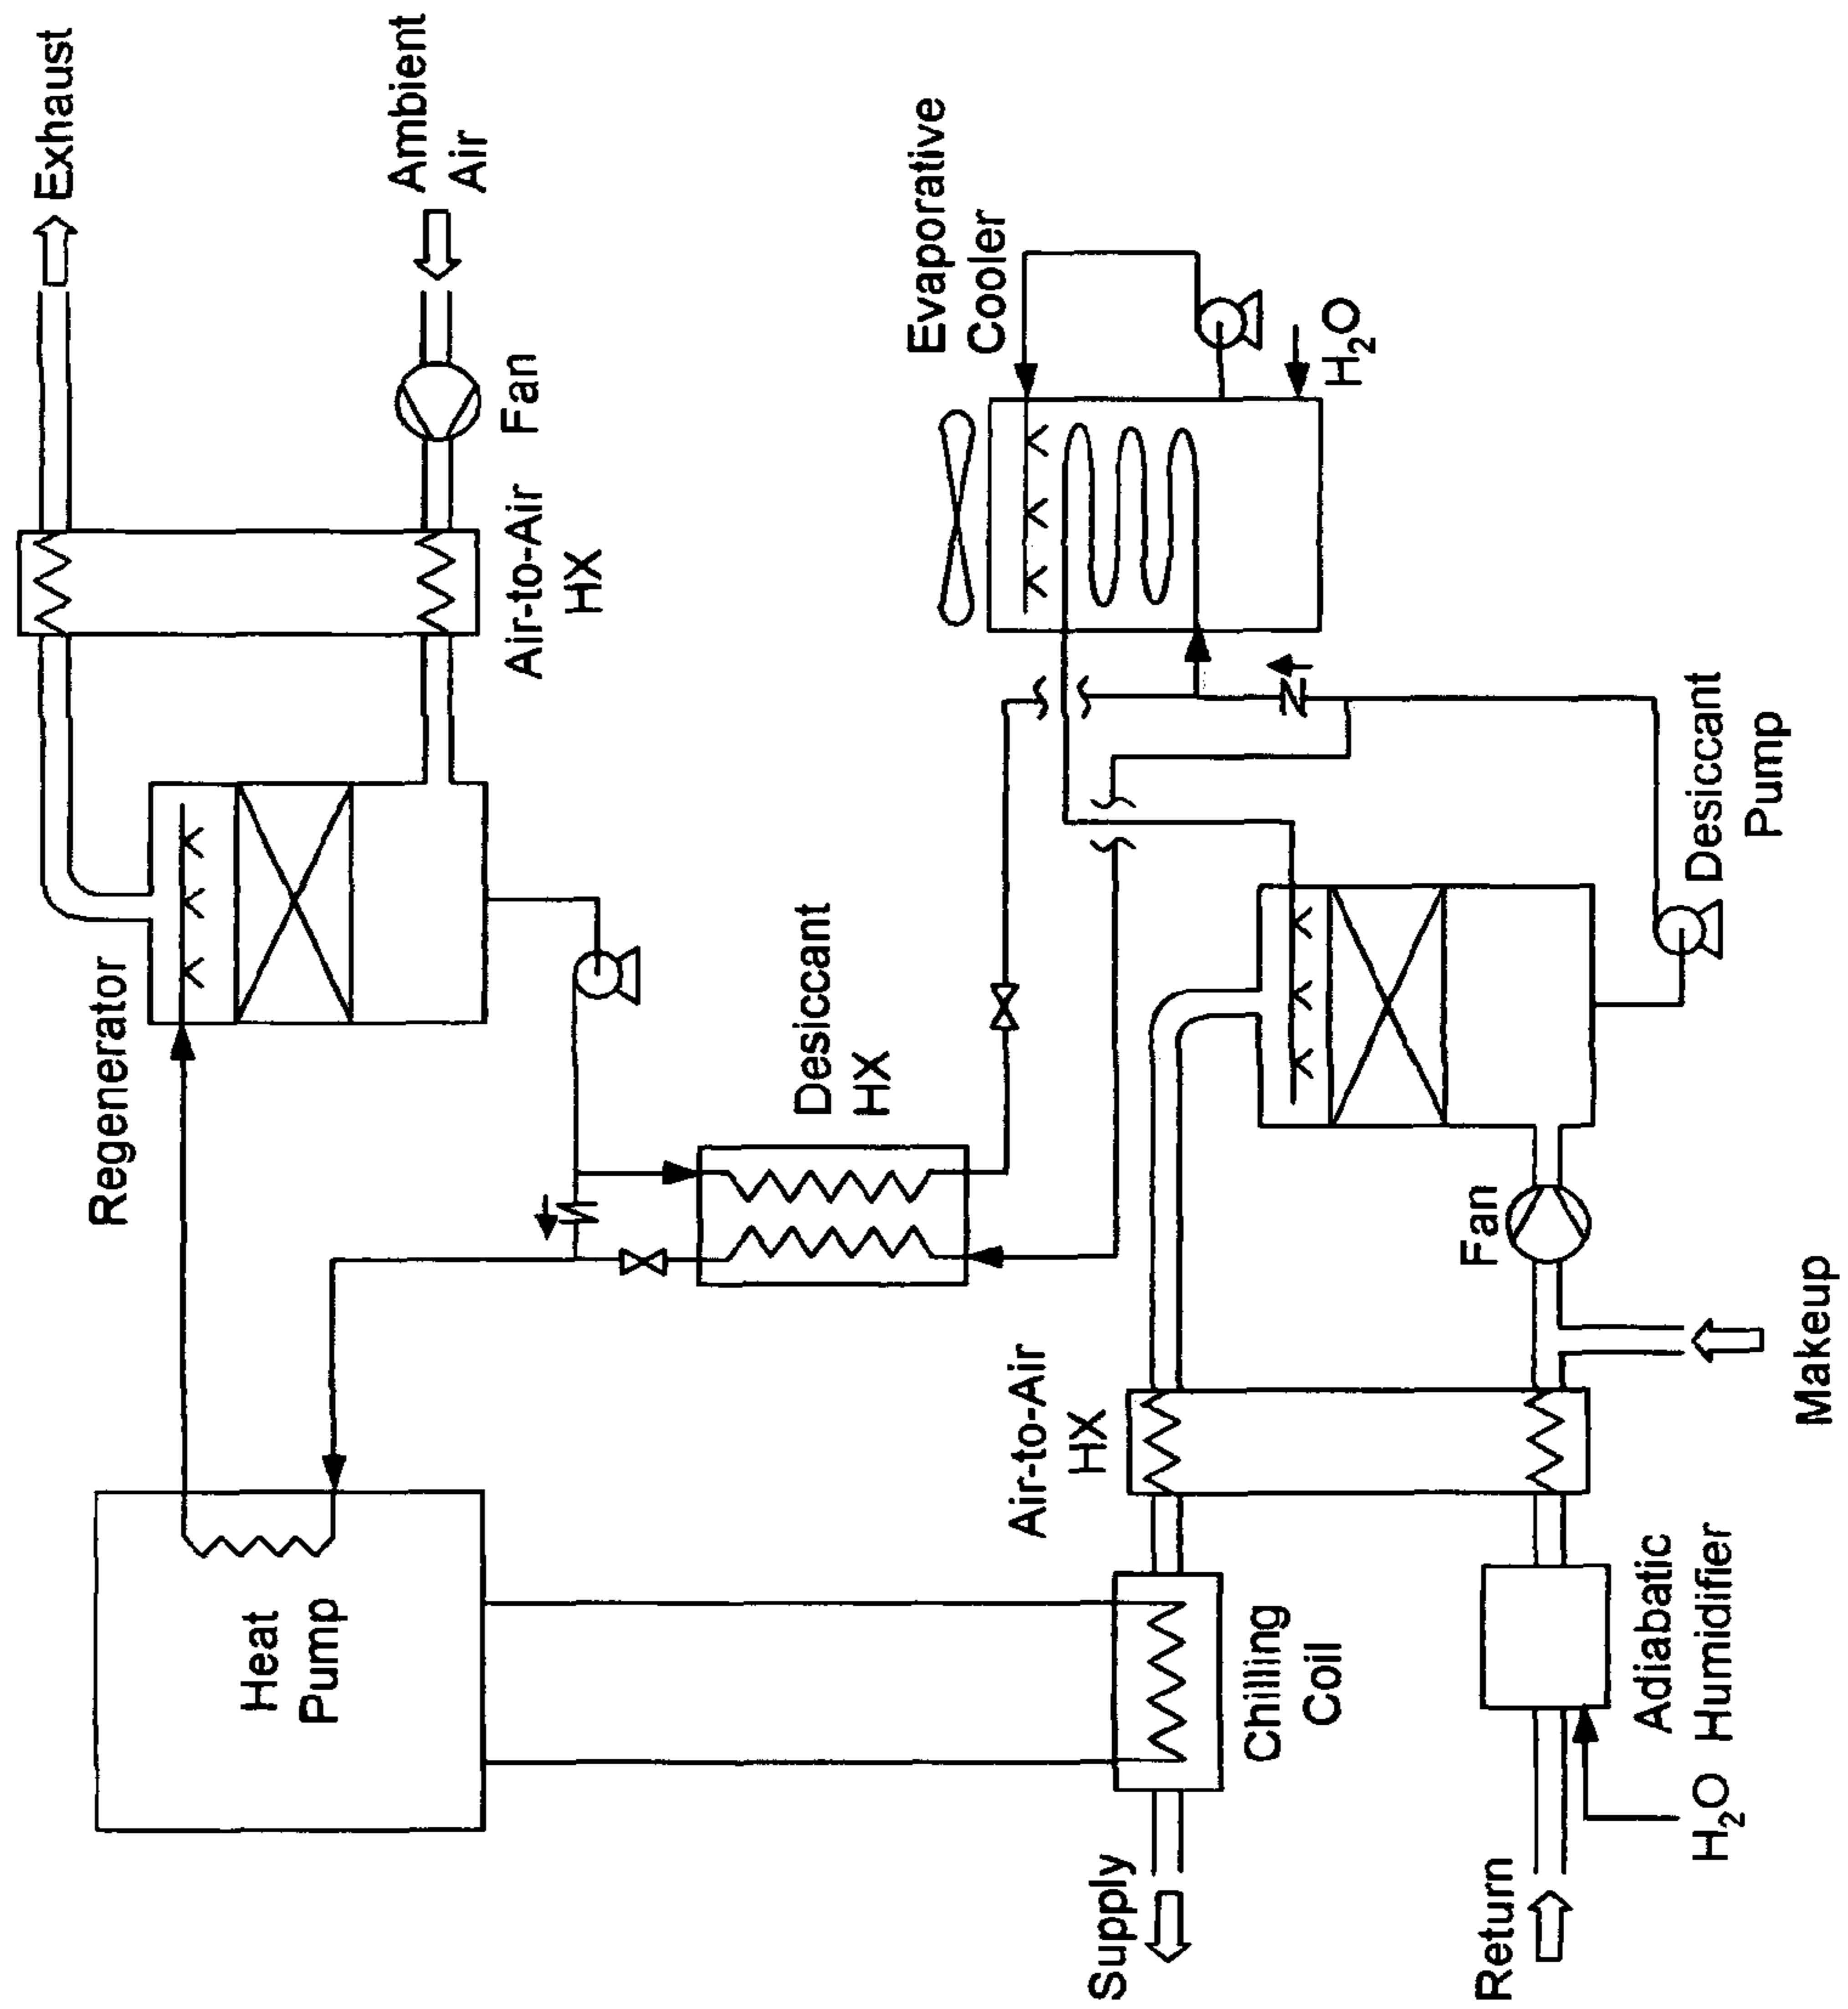 Exhaust
Ambient
Air
Fan
Air-to-Air
HX
Regenerator
Evaporative
Cooler
H₂O
Desiccant
HX
Desiccant
Pump
Heat
Pump
Air-to-Air
HX
Fan
Makeup
Chilling
Coil
Adiabatic
Humidifier
H₂O
Supply
Return